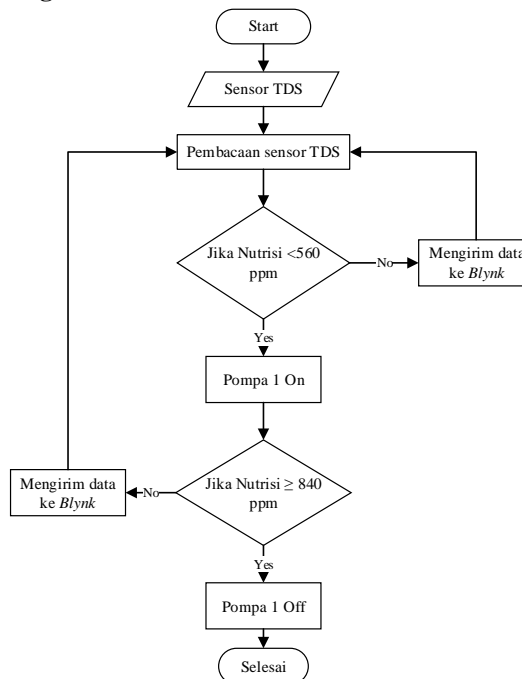 Start
Sensor TDS
Pembacaan sensor TDS
Jika Nutrisi <560
ppm
No
Mengirim data
ke Blynk
Yes
Pompa 1 On
Jika Nutrisi ≥ 840
ppm
No
Mengirim data
ke Blynk
Yes
Pompa 1 Off
Selesai